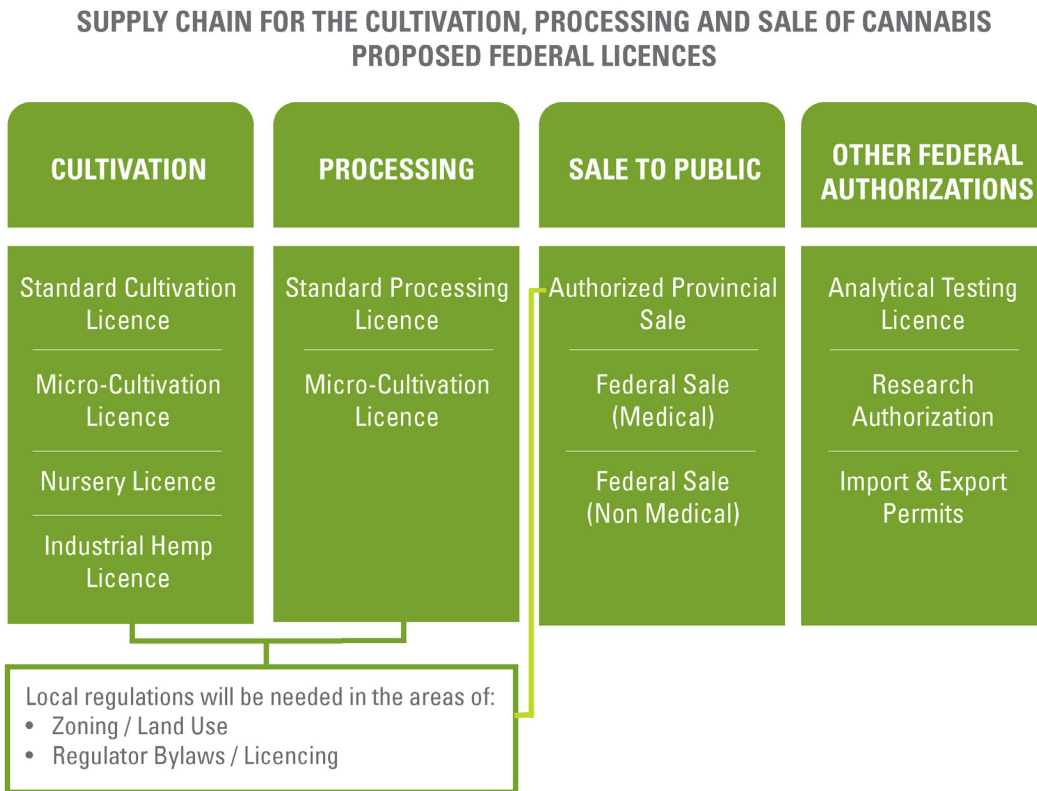 SUPPLY CHAIN FOR THE CULTIVATION, PROCESSING AND SALE OF CANNABIS
PROPOSED FEDERAL LICENCES
CULTIVATION
Standard Cultivation
Licence
Micro-Cultivation
Licence
Nursery Licence
Industrial Hemp
Licence
PROCESSING
Standard Processing
Licence
Micro-Cultivation
Licence
SALE TO PUBLIC
Authorized Provincial
Sale
Federal Sale
(Medical)
Federal Sale
(Non Medical)
OTHER FEDERAL
AUTHORIZATIONS
Analytical Testing
Licence
Research
Authorization
Import & Export
Permits
Local regulations will be needed in the areas of:
• Zoning / Land Use
• Regulator Bylaws / Licencing